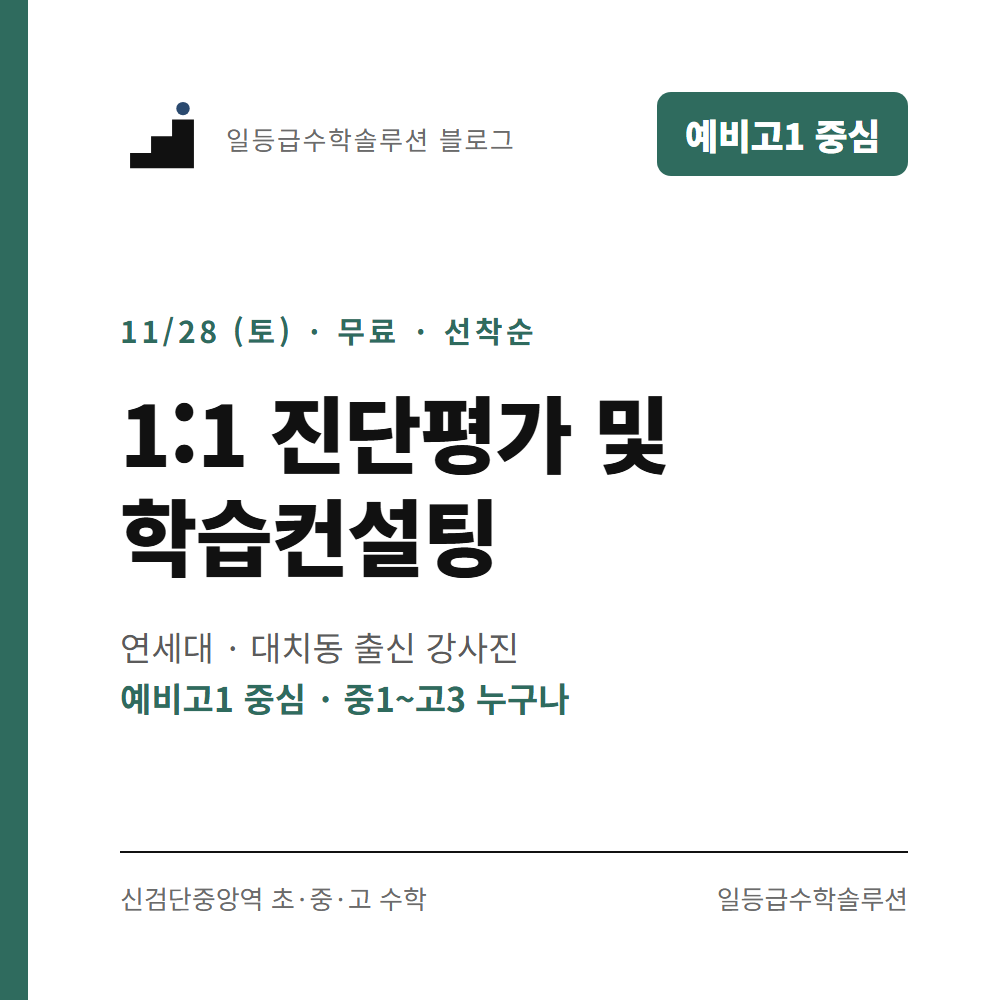 일등급수학솔루션 블로그
예비고1 중심
11/28 (토) · 무료 · 선착순
1:1 진단평가 및
학습컨설팅
연세대 · 대치동 출신 강사진
예비고1 중심 · 중1~고3 누구나
신검단중앙역 초·중·고 수학
일등급수학솔루션